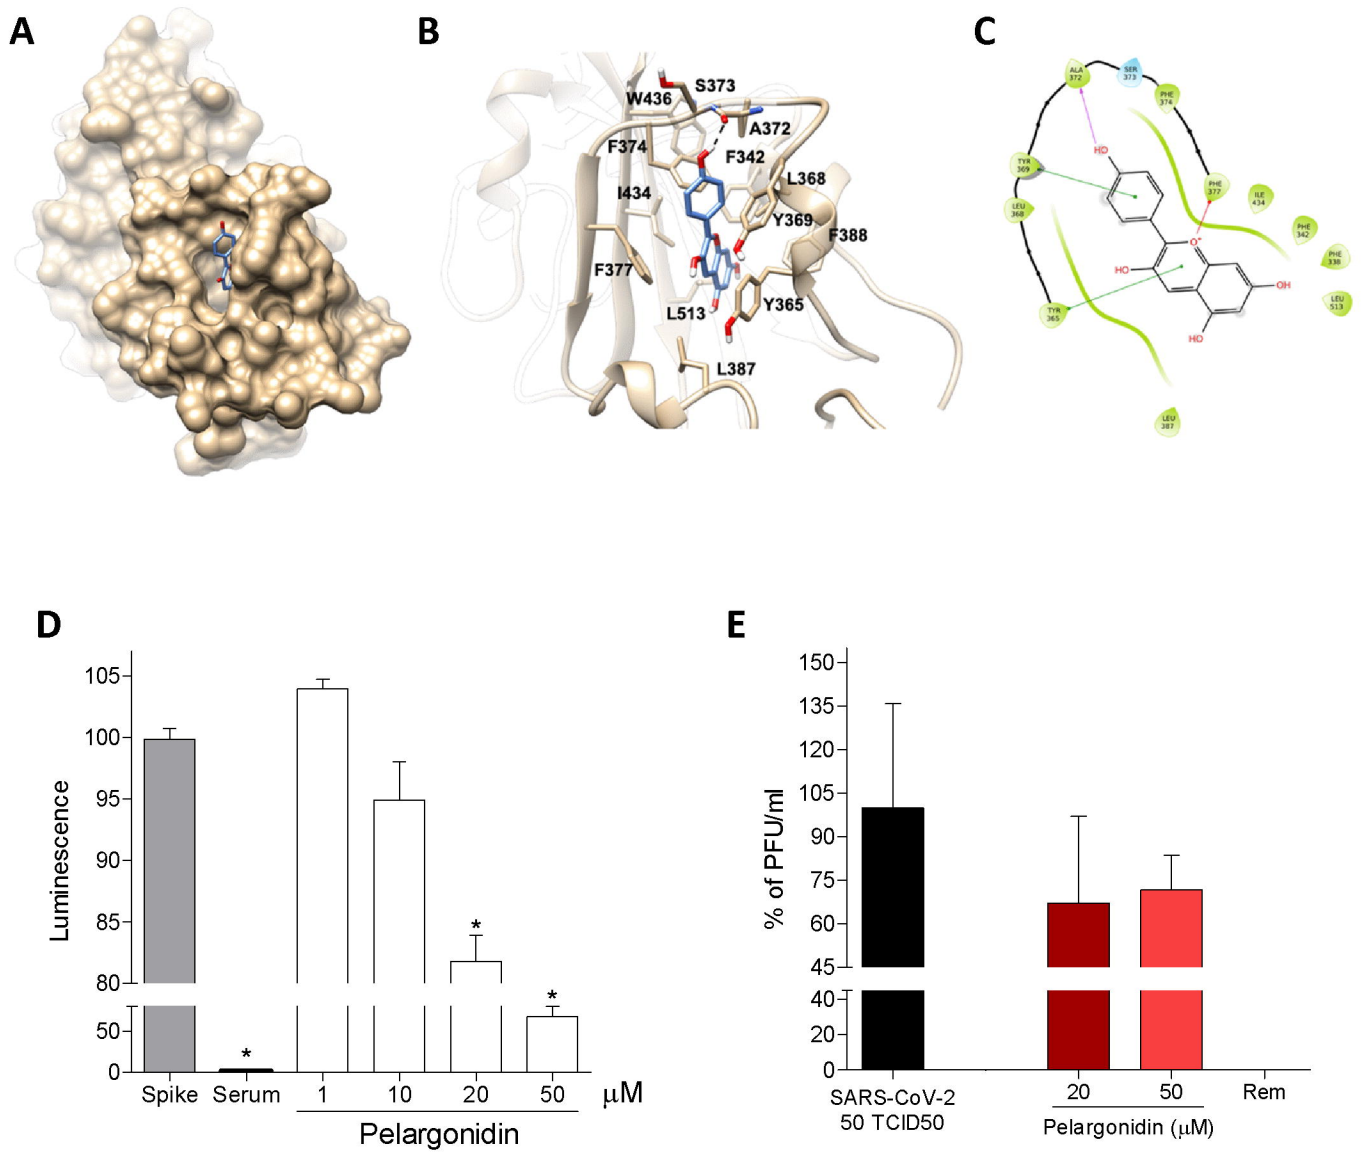 A
B
C
S373
W436
A372
F374
F342
L368
I434
Y369
F388
F377
Y365
L513
L387
ALA
372
SER
373
PHE
374
TYR
369
HD
PHE
377
ILE
434
LEU
368
PHE
342
PHE
338
O+
HO
OH
LEU
513
TYR
365
HO
LEU
387
D
Luminescence
105
100
95
90
85
80
50
0
*
*
*
Spike Serum 1 10 20 50 μM
Pelargonidin
E
% of PFU/ml
150
135
120
105
90
75
60
45
40
20
0
SARS-CoV-2
50 TCID50
20 50 Rem
Pelargonidin (μM)